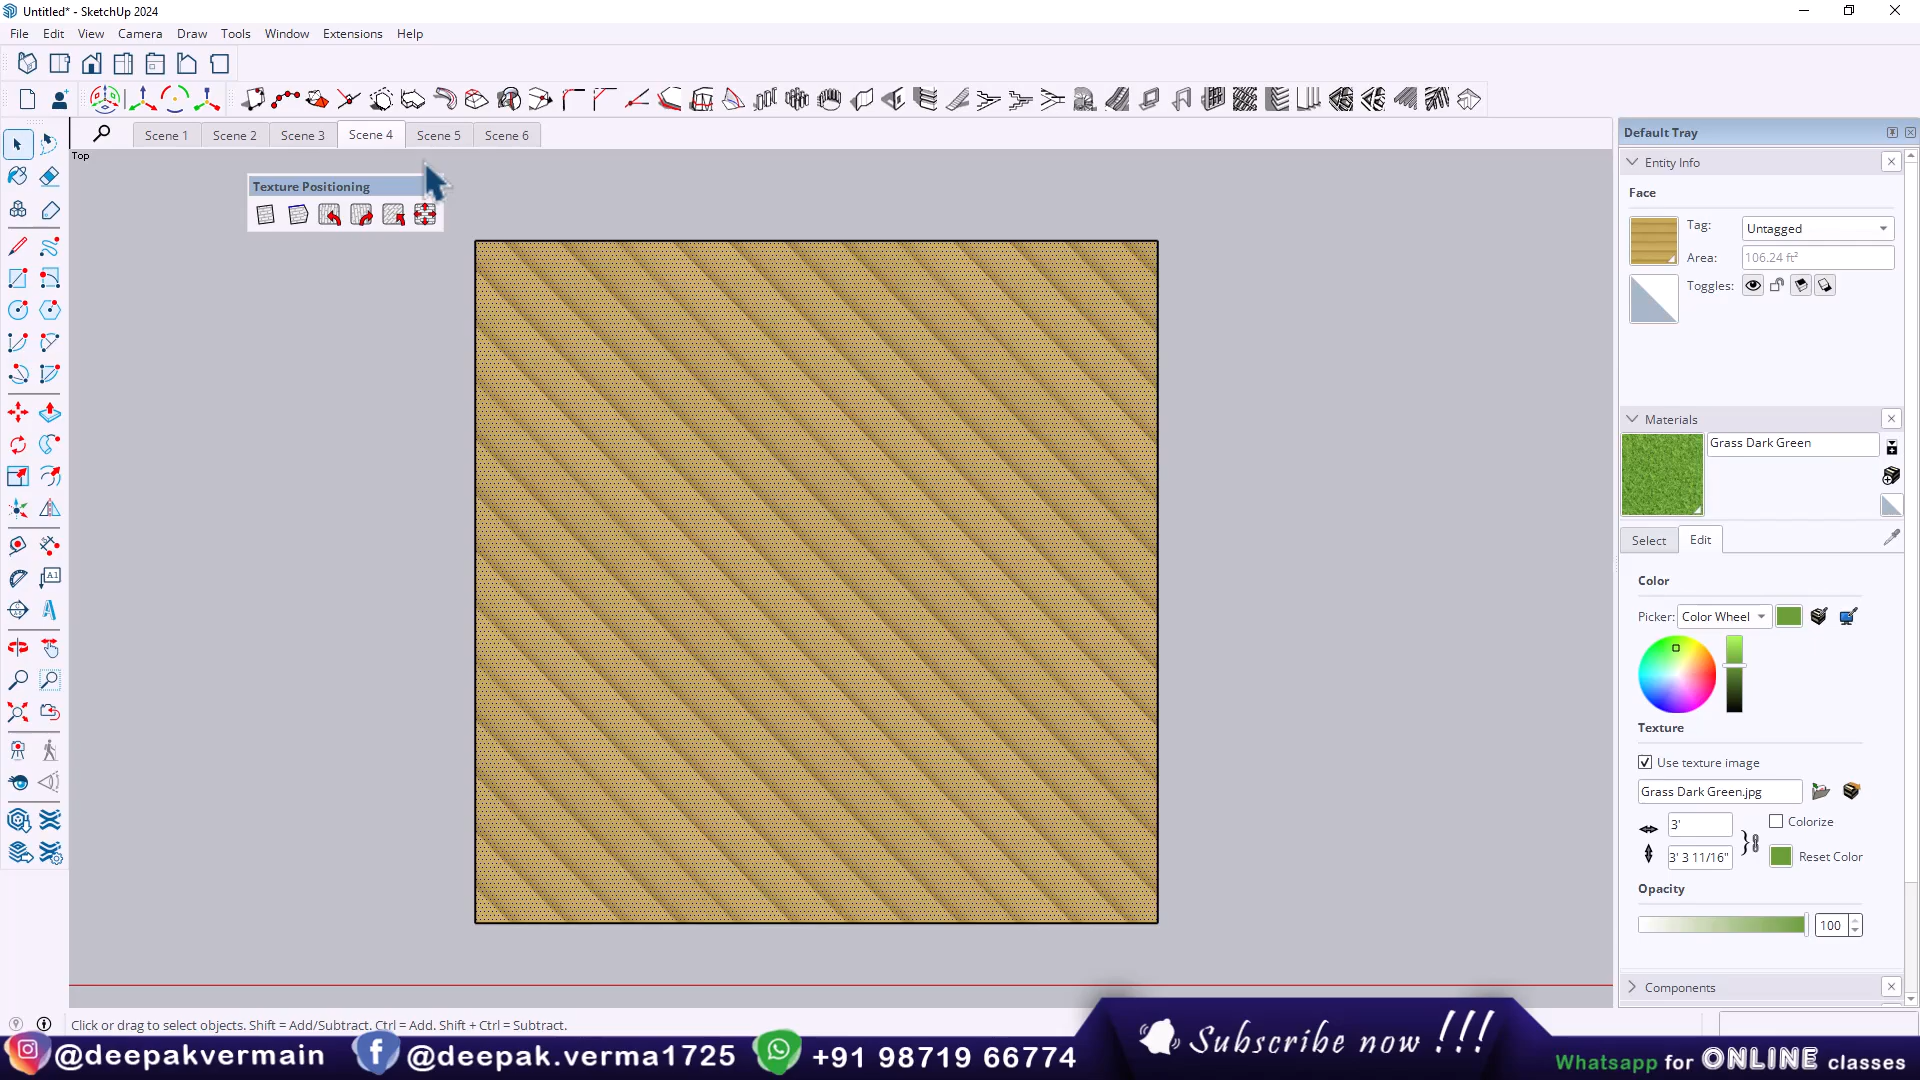 Untitled* - SketchUp 2024
File Edit View Camera Draw Tools Window Extensions Help
Scene 1 Scene 2 Scene 3 Scene 4 Scene 5 Scene 6
Top
Texture Positioning
Default Tray
Entity Info
Face
Tag: Untagged
Area: 106.24 ft²
Toggles:
Materials
Grass Dark Green
Select Edit
Color
Picker: Color Wheel
Texture
Use texture image
Grass Dark Green.jpg
3' Colorize
3' 3 11/16" Reset Color
Opacity
100
Components
Click or drag to select objects. Shift = Add/Subtract. Ctrl = Add. Shift + Ctrl = Subtract.
@deepakvermain @deepak.verma1725 +91 98719 66774 Subscribe now !!! Whatsapp for ONLINE classes